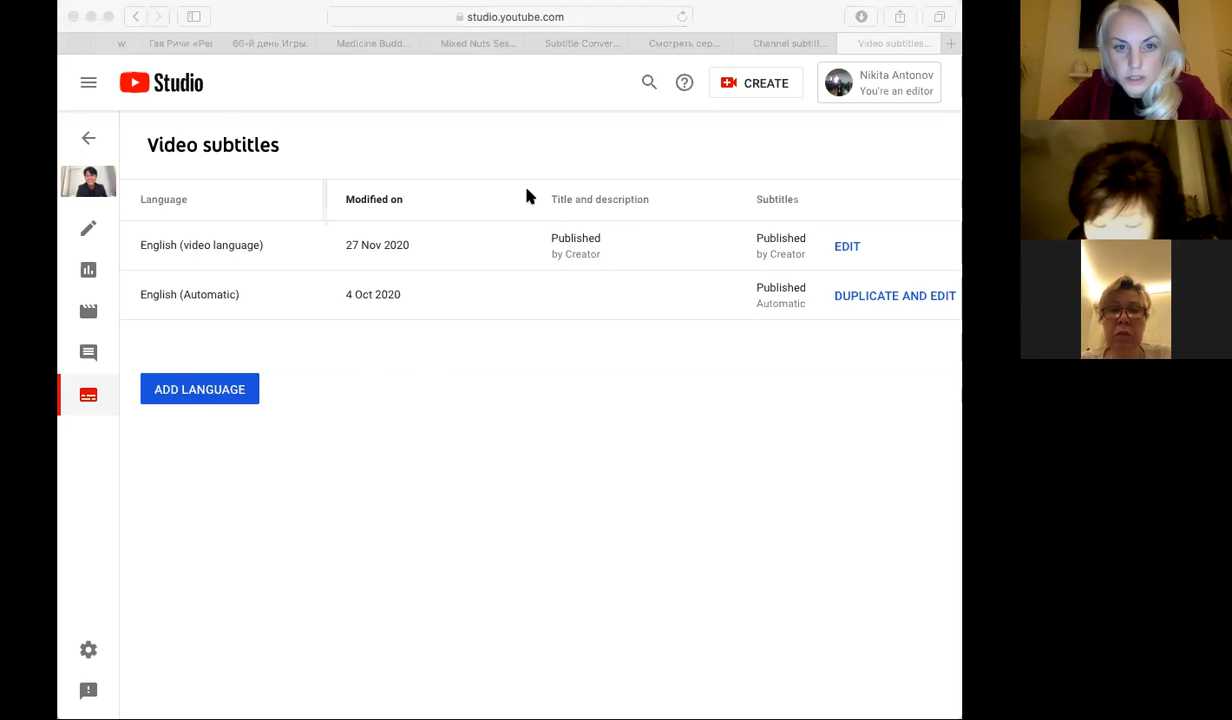 studio.youtube.com
w
Гая Ричи «Рев
66-й день Игры.
Medicine Budd...
Mixed Nuts Ses...
Subtitle Conver...
Смотреть сер...
Channel subtitl...
Video subtitles...
Studio
CREATE
Nikita Antonov
You're an editor
Video subtitles
Language
Modified on
Title and description
Subtitles
English (video language)
27 Nov 2020
Published
by Creator
Published
by Creator
EDIT
English (Automatic)
4 Oct 2020
Published
Automatic
DUPLICATE AND EDIT
ADD LANGUAGE